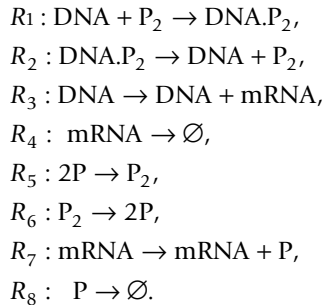 R1 : DNA + P₂ → DNA.P₂,
R₂ : DNA.P₂ → DNA + P₂,
R₃ : DNA → DNA + mRNA,
R₄ : mRNA → ∅,
R₅ : 2P → P₂,
R₆ : P₂ → 2P,
R₇ : mRNA → mRNA + P,
R₈ : P → ∅.